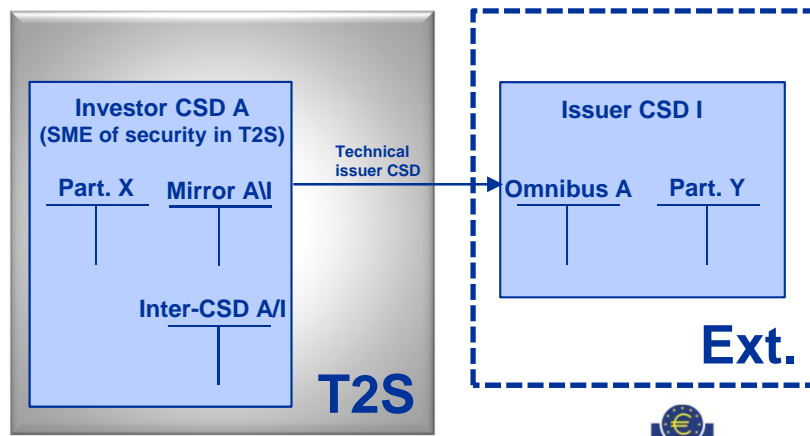 Investor CSD A
(SME of security in T2S)
Part. X
Mirror A\I
Inter-CSD A/I
T2S
Technical
issuer CSD
Issuer CSD I
Omnibus A
Part. Y
Ext.
€